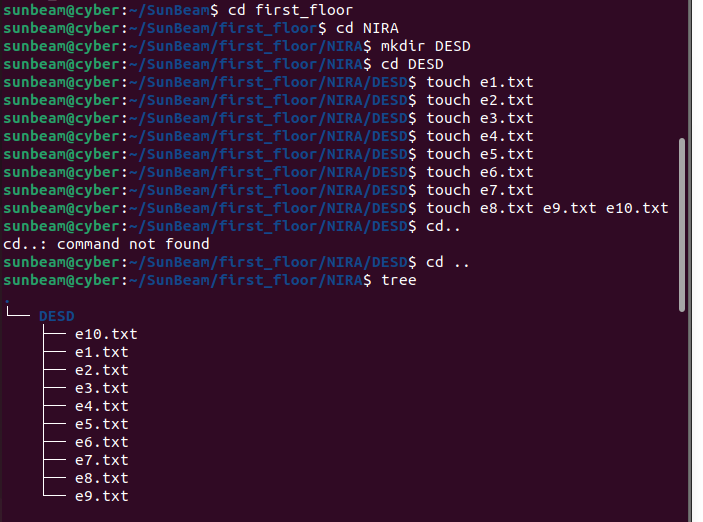 sunbeam@cyber:~/SunBeam$ cd first_floor
sunbeam@cyber:~/SunBeam/first_floor$ cd NIRA
sunbeam@cyber:~/SunBeam/first_floor/NIRA$ mkdir DESD
sunbeam@cyber:~/SunBeam/first_floor/NIRA$ cd DESD
sunbeam@cyber:~/SunBeam/first_floor/NIRA/DESD$ touch e1.txt
sunbeam@cyber:~/SunBeam/first_floor/NIRA/DESD$ touch e2.txt
sunbeam@cyber:~/SunBeam/first_floor/NIRA/DESD$ touch e3.txt
sunbeam@cyber:~/SunBeam/first_floor/NIRA/DESD$ touch e4.txt
sunbeam@cyber:~/SunBeam/first_floor/NIRA/DESD$ touch e5.txt
sunbeam@cyber:~/SunBeam/first_floor/NIRA/DESD$ touch e6.txt
sunbeam@cyber:~/SunBeam/first_floor/NIRA/DESD$ touch e7.txt
sunbeam@cyber:~/SunBeam/first_floor/NIRA/DESD$ touch e8.txt e9.txt e10.txt
sunbeam@cyber:~/SunBeam/first_floor/NIRA/DESD$ cd..
cd..: command not found
sunbeam@cyber:~/SunBeam/first_floor/NIRA/DESD$ cd ..
sunbeam@cyber:~/SunBeam/first_floor/NIRA$ tree
.
└── DESD
    ├── e10.txt
    ├── e1.txt
    ├── e2.txt
    ├── e3.txt
    ├── e4.txt
    ├── e5.txt
    ├── e6.txt
    ├── e7.txt
    ├── e8.txt
    └── e9.txt